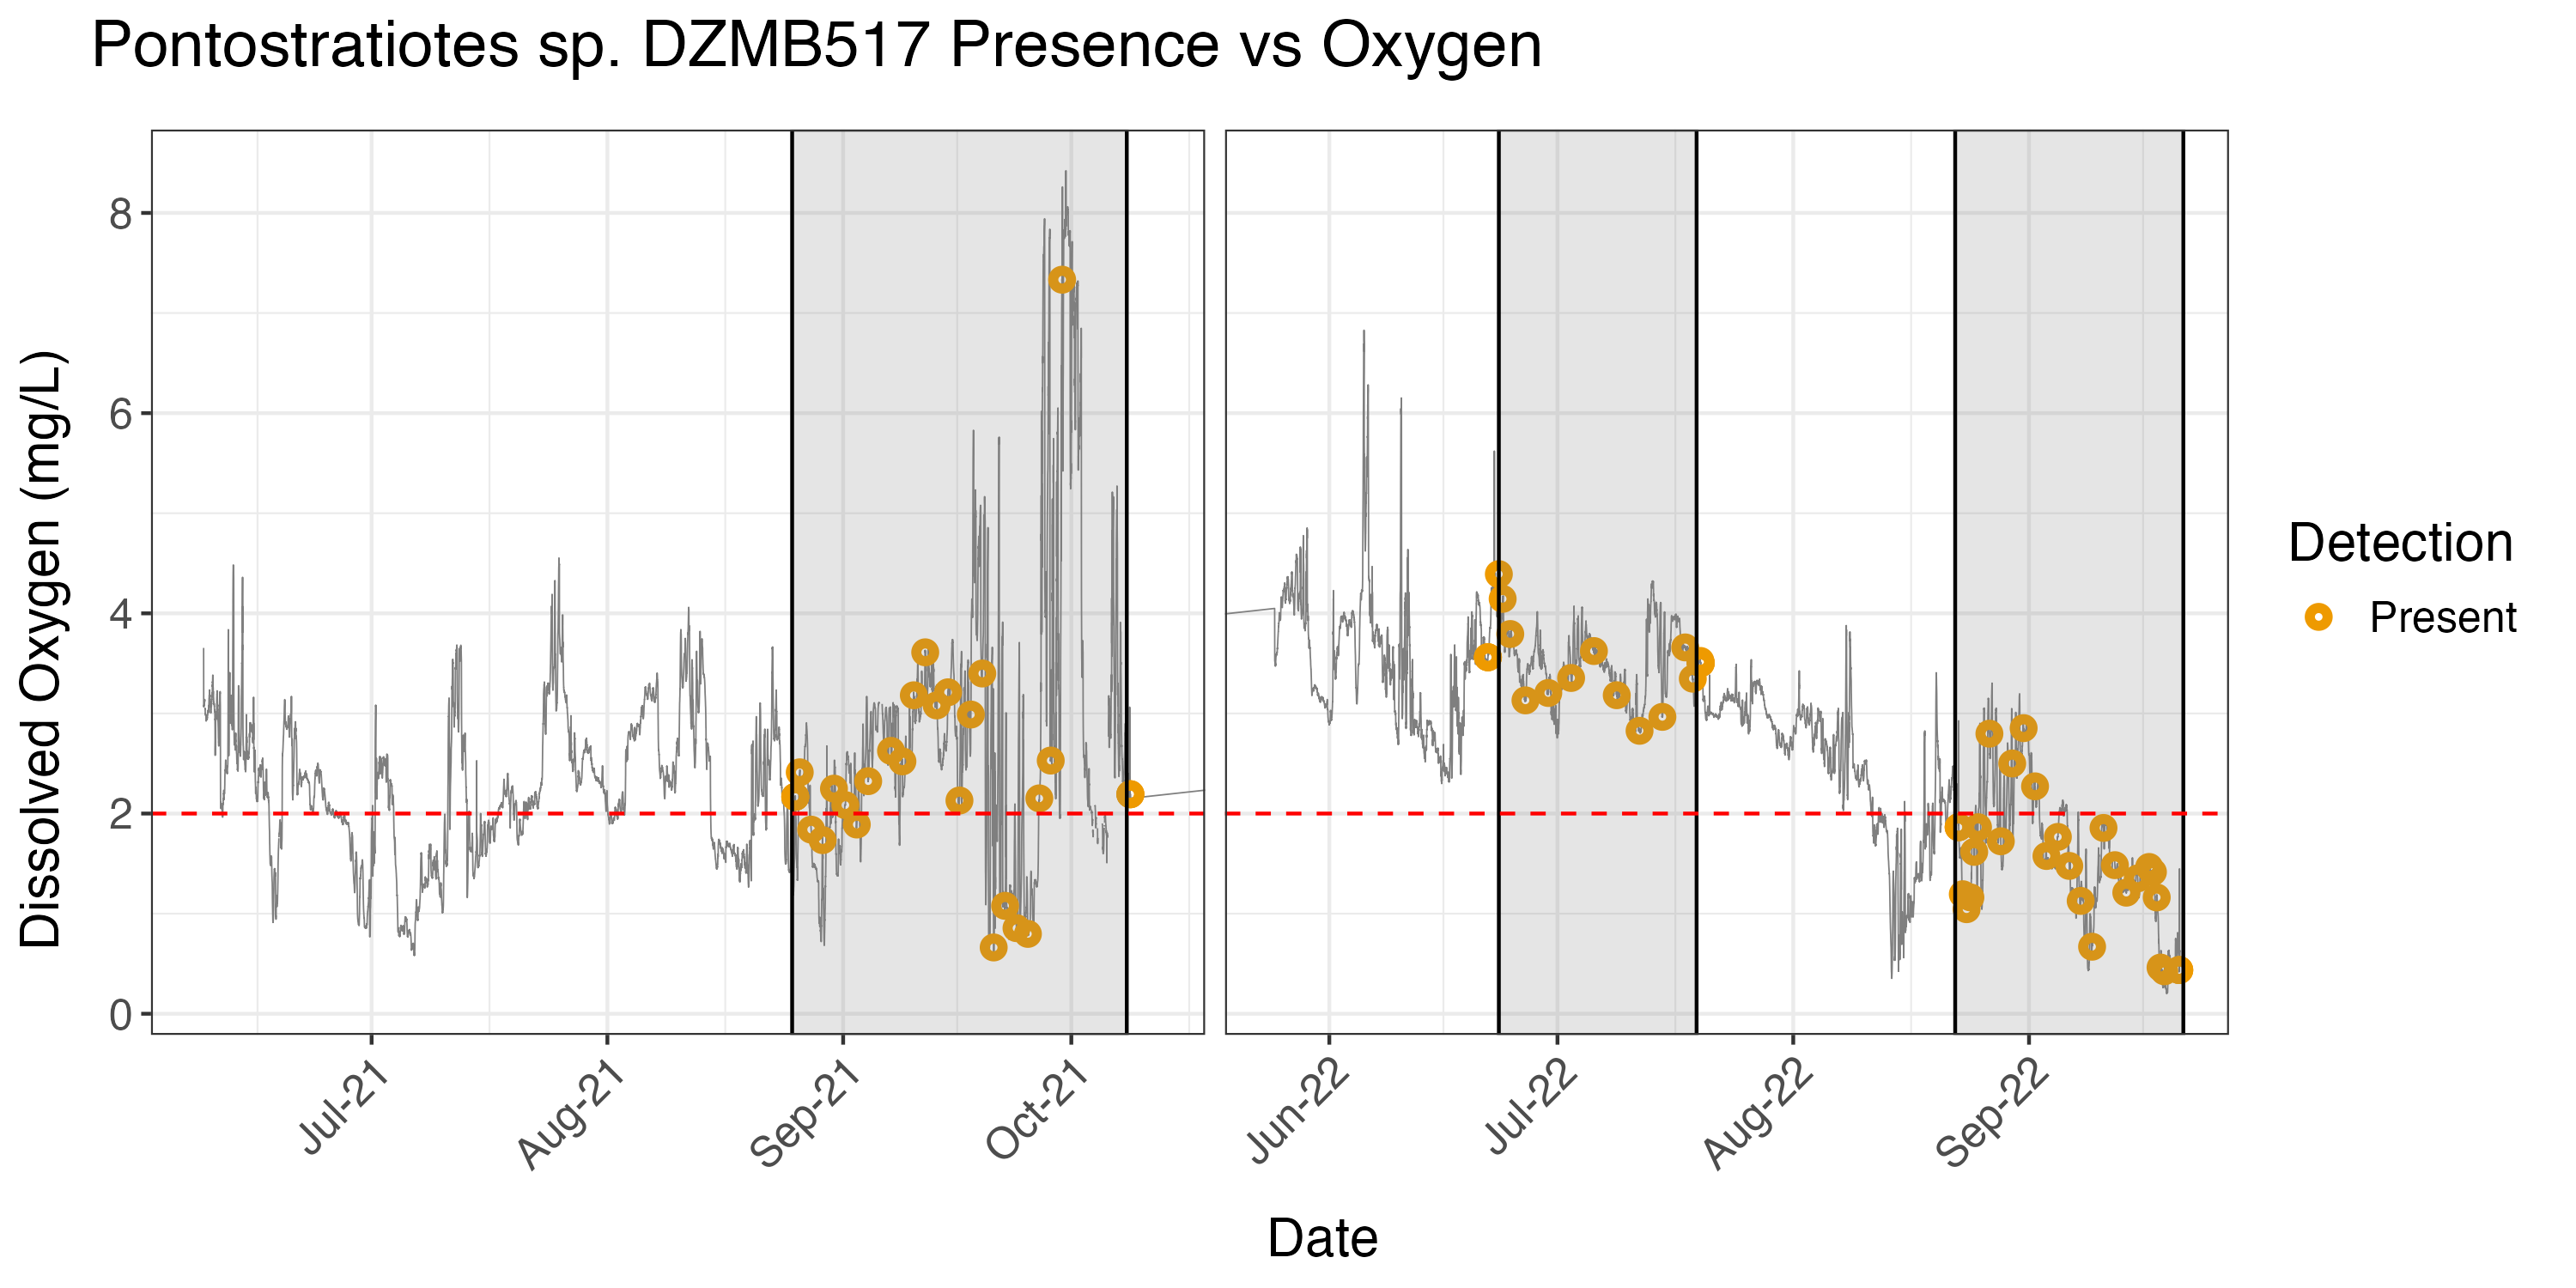 Pontostratiotes sp. DZMB517 Presence vs Oxygen
Dissolved Oxygen (mg/L)
8
6
4
2
0
Jul-21
Aug-21
Sep-21
Oct-21
Jun-22
Jul-22
Aug-22
Sep-22
Date
Detection
Present